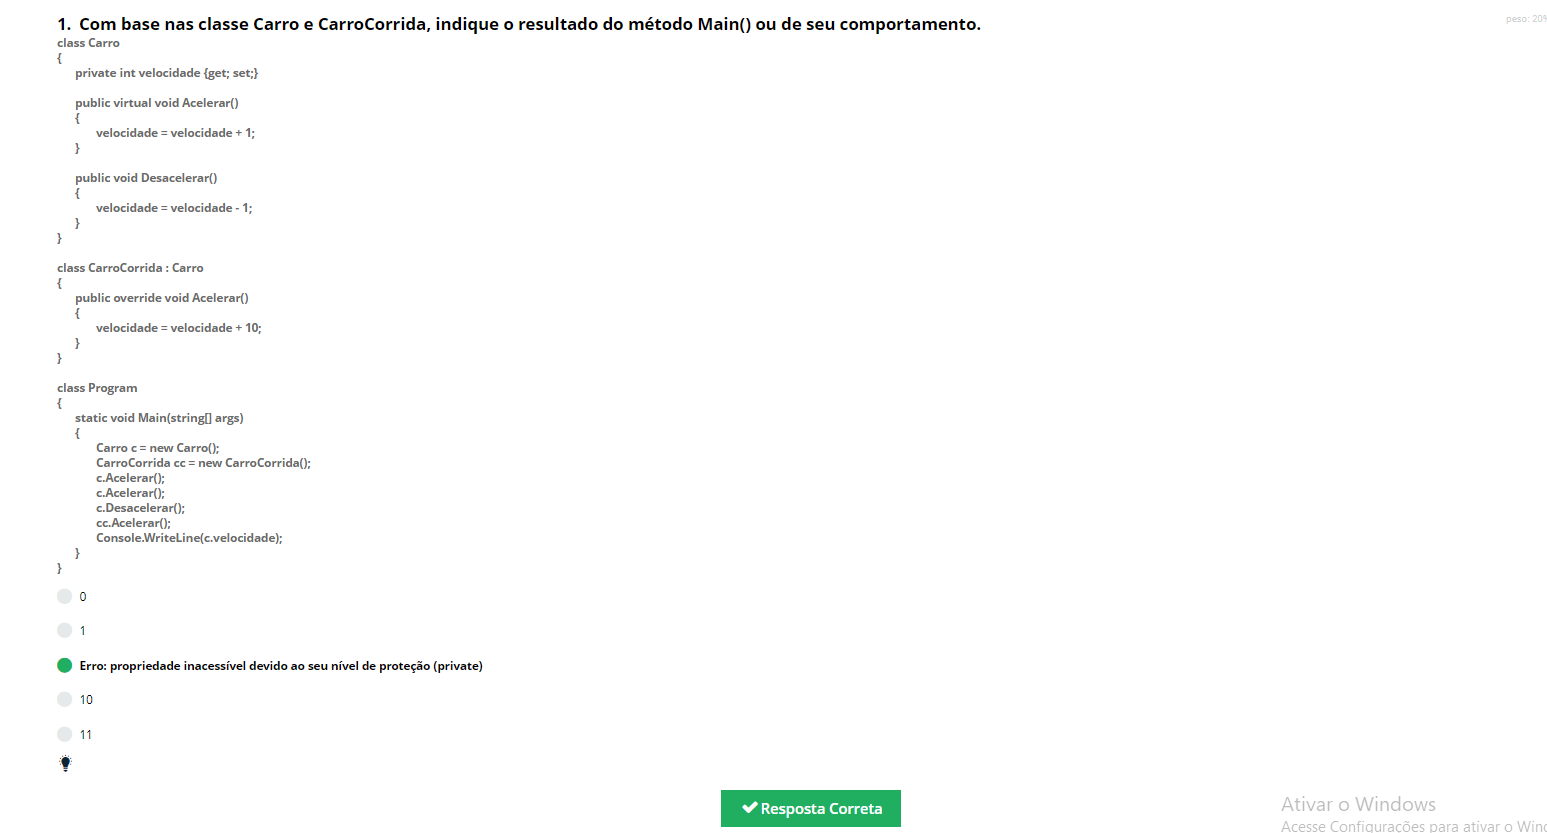 1. Com base nas classe Carro e CarroCorrida, indique o resultado do método Main() ou de seu comportamento.
peso: 20%
class Carro
{
private int velocidade {get; set;}
public virtual void Acelerar()
{
velocidade = velocidade + 1;
}
public void Desacelerar()
{
velocidade = velocidade - 1;
}
}
class CarroCorrida : Carro
{
public override void Acelerar()
{
velocidade = velocidade + 10;
}
}
class Program
{
static void Main(string[] args)
{
Carro c = new Carro();
CarroCorrida cc = new CarroCorrida();
c.Acelerar();
c.Acelerar();
c.Desacelerar();
cc.Acelerar();
Console.WriteLine(c.velocidade);
}
}
0
1
Erro: propriedade inacessível devido ao seu nível de proteção (private)
10
11
Resposta Correta
Ativar o Windows
Acesse Configurações para ativar o Winc